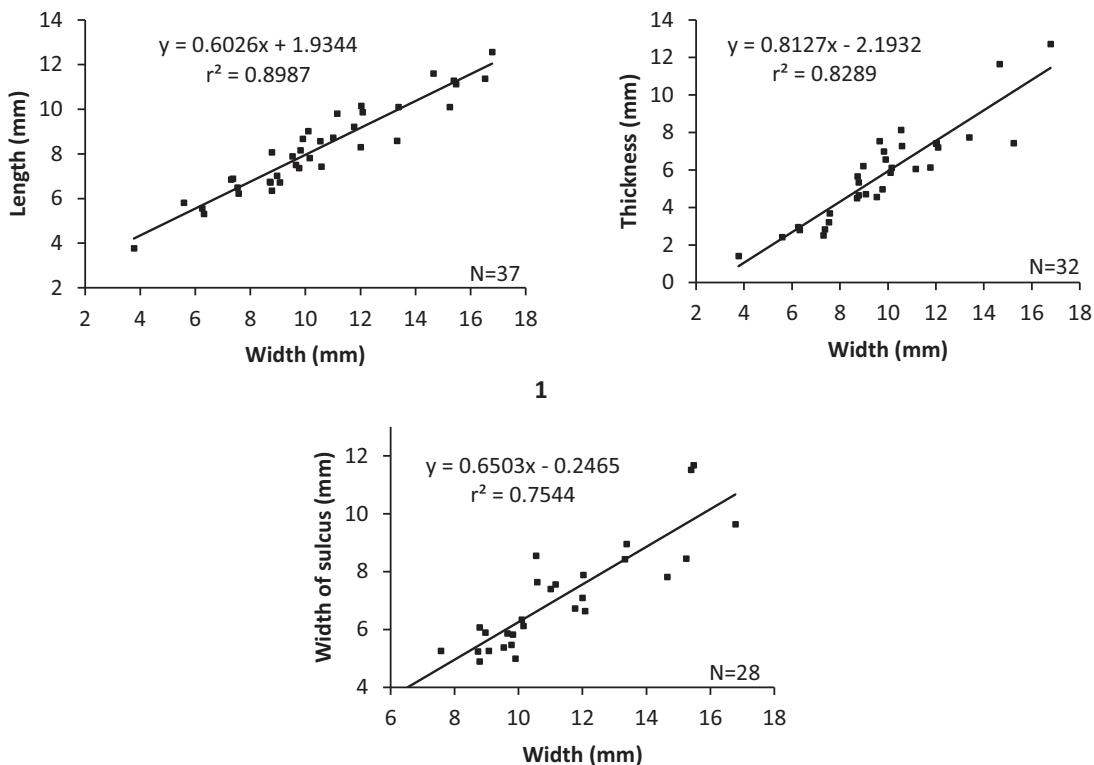 y = 0.6026x + 1.9344
r² = 0.8987
Length (mm)
14
12
10
8
6
4
2
N=37
2 4 6 8 10 12 14 16 18
Width (mm)
y = 0.8127x - 2.1932
r² = 0.8289
Thickness (mm)
14
12
10
8
6
4
2
0
N=32
2 4 6 8 10 12 14 16 18
Width (mm)
1
y = 0.6503x - 0.2465
r² = 0.7544
Width of sulcus (mm)
12
10
8
6
4
N=28
6 8 10 12 14 16 18
Width (mm)